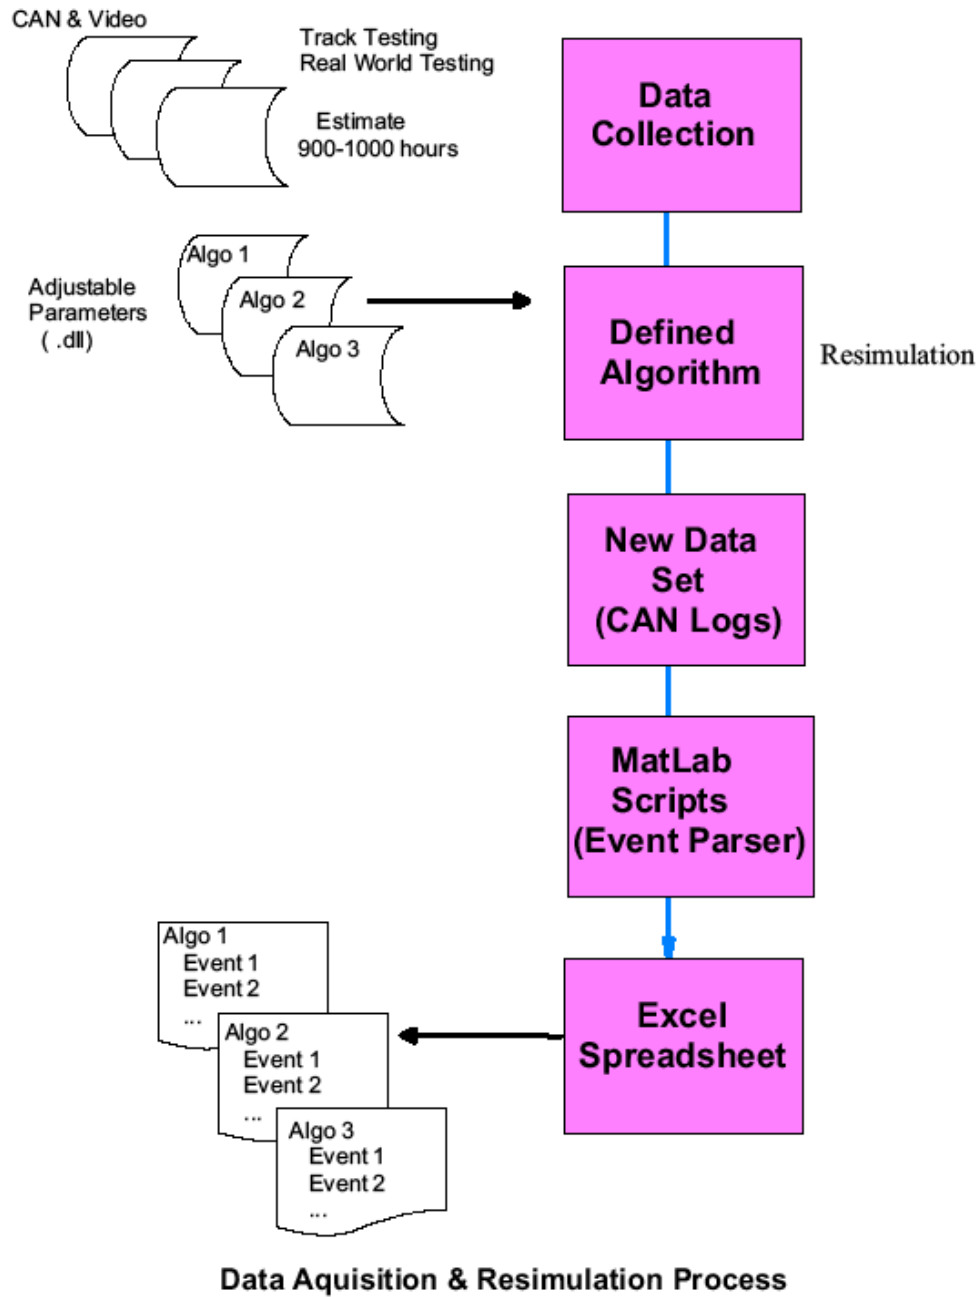 CAN & Video
Track Testing
Real World Testing
Estimate
900-1000 hours
Data
Collection
Adjustable
Parameters
( .dll)
Algo 1
Algo 2
Algo 3
Defined
Algorithm
Resimulation
New Data
Set
(CAN Logs)
MatLab
Scripts
(Event Parser)
Excel
Spreadsheet
Algo 1
Event 1
Event 2
...
Algo 2
Event 1
Event 2
...
Algo 3
Event 1
Event 2
...
Data Aquisition & Resimulation Process